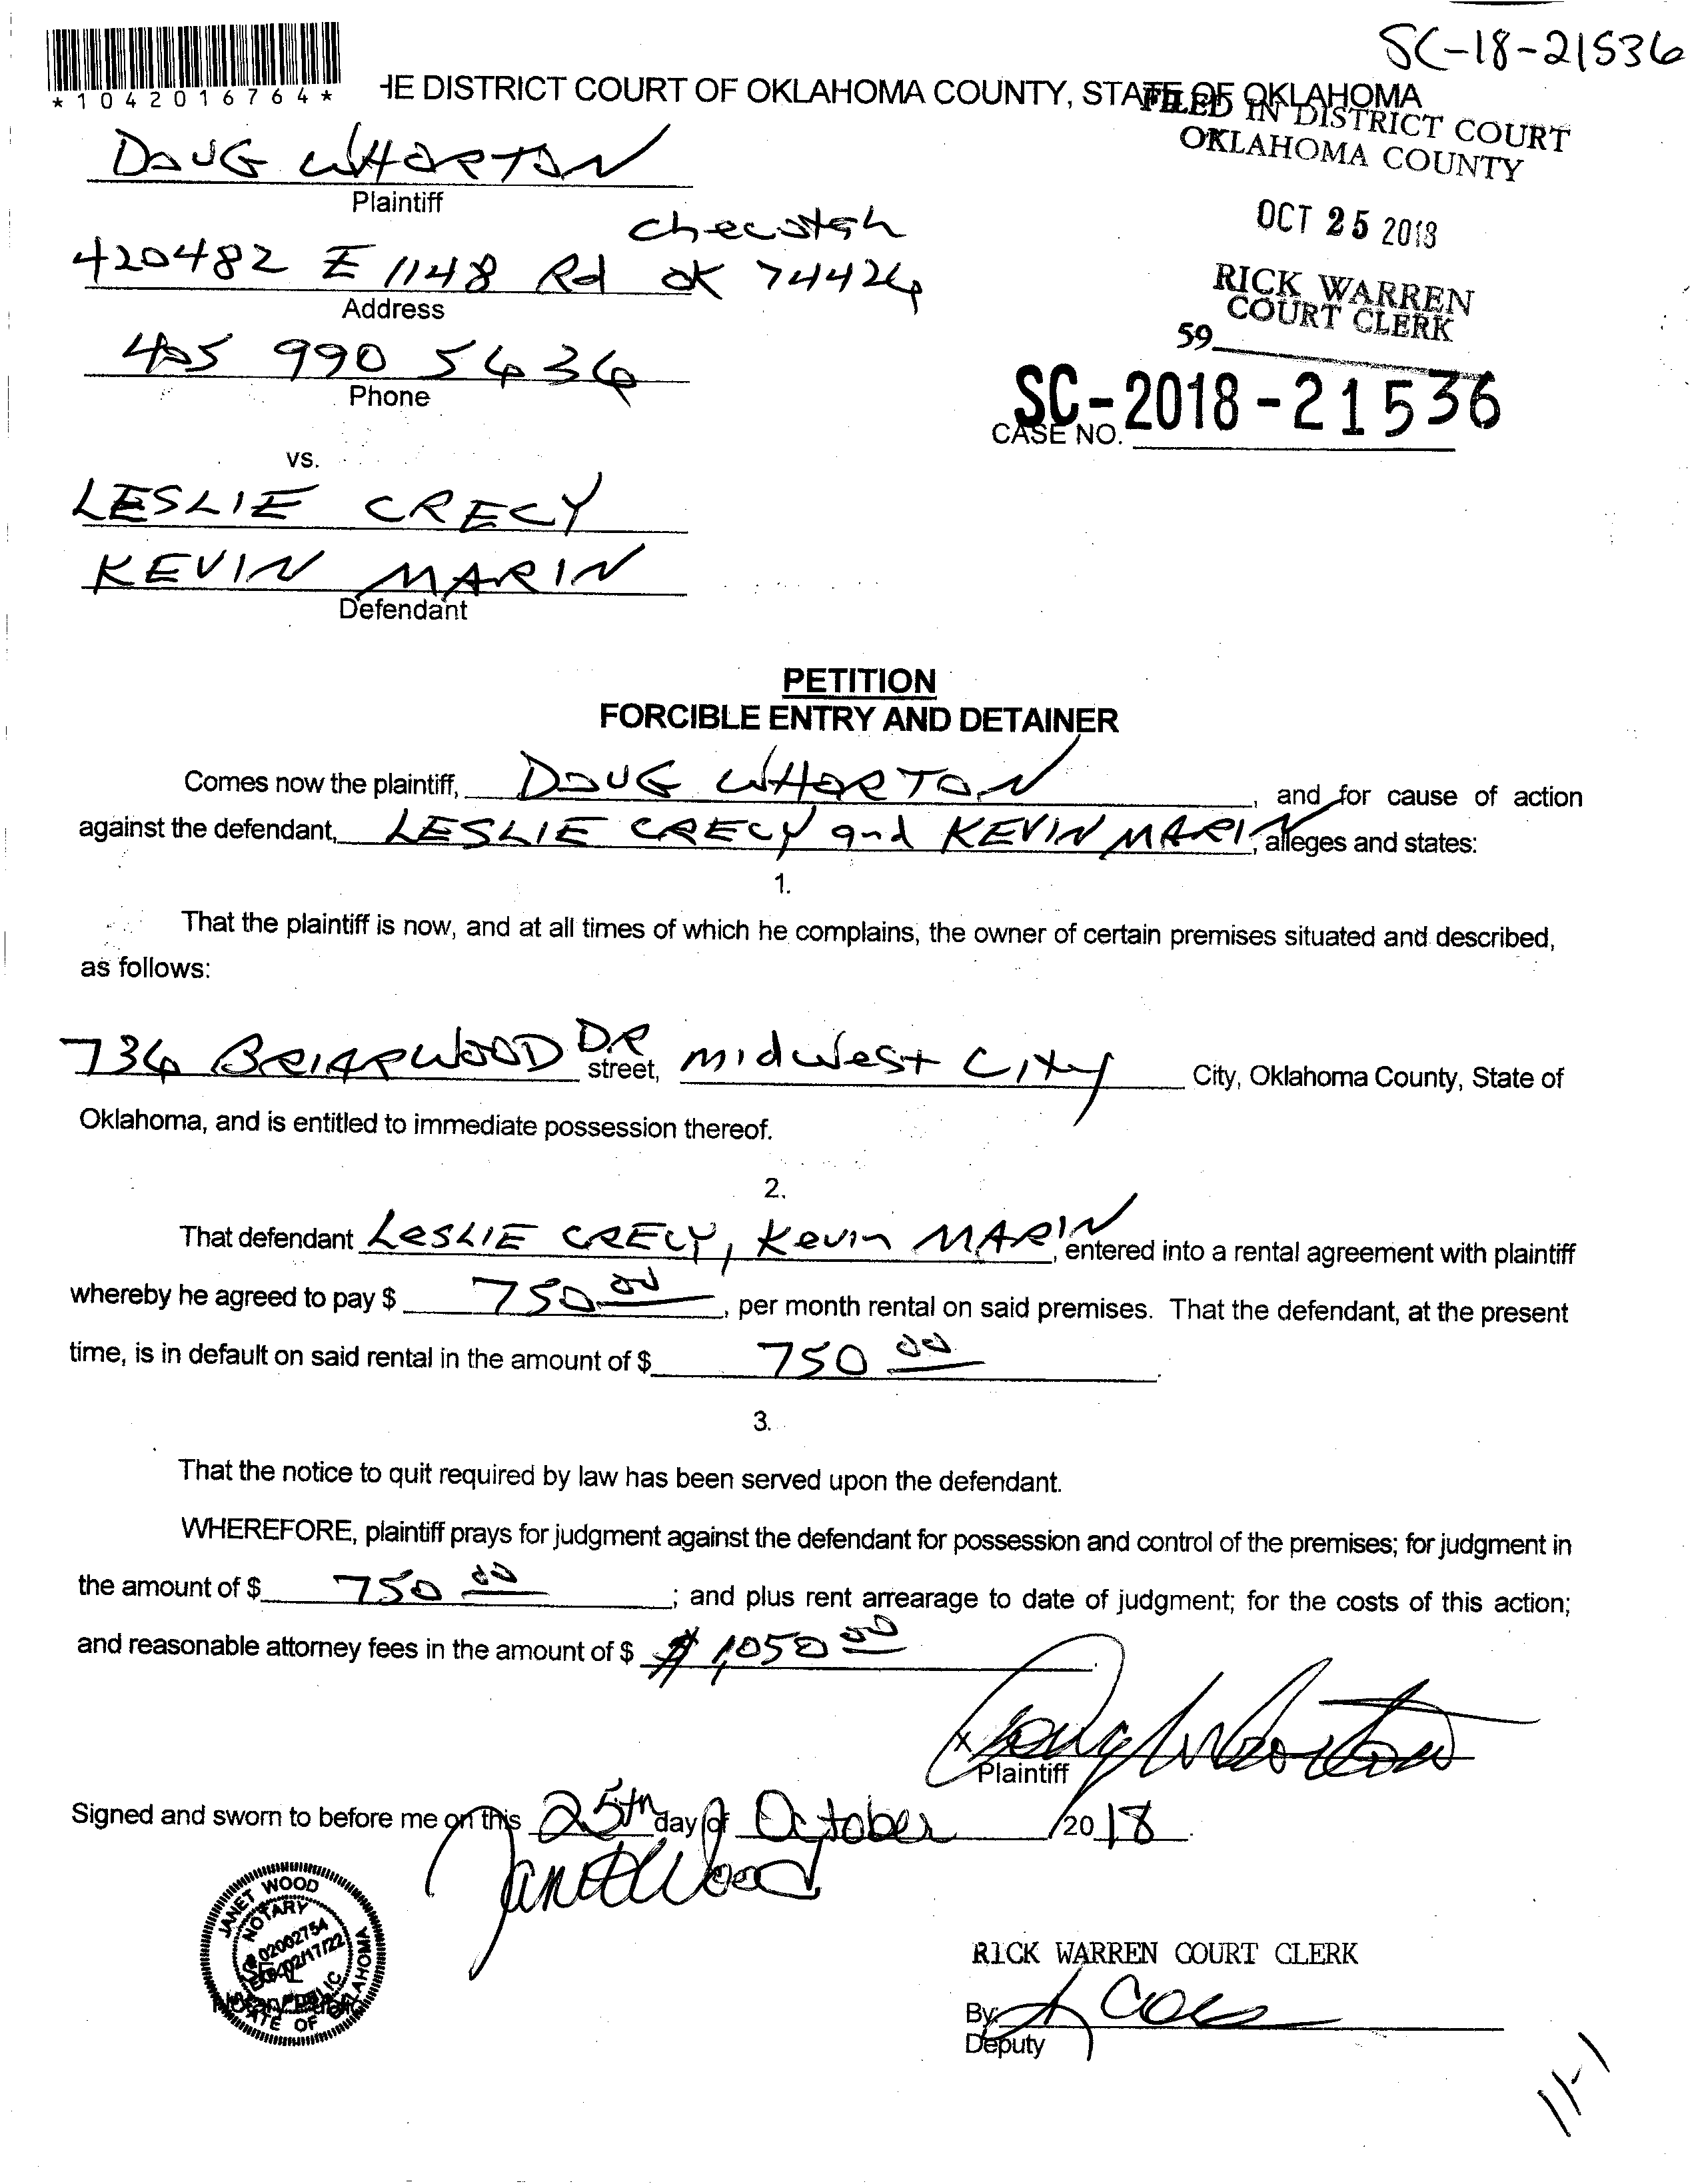 SC-18-21536
*1042016764*
HE DISTRICT COURT OF OKLAHOMA COUNTY, STATE OF OKLAHOMA
FILED IN DISTRICT COURT
OKLAHOMA COUNTY
DOUG WHORTON
Plaintiff
OCT 25 2018
checotah
420482 E 1148 Rd OK 74426
Address
RICK WARREN
COURT CLERK
59
405 990 5636
Phone
SC-2018-21536
CASE NO.
vs.
LESLIE CRECY
KEVIN MARIN
Defendant
PETITION
FORCIBLE ENTRY AND DETAINER
Comes now the plaintiff, DOUG WHORTON, and for cause of action
against the defendant, LESLIE CRECY and KEVIN MARIN, alleges and states:
1.
That the plaintiff is now, and at all times of which he complains, the owner of certain premises situated and described,
as follows:
736 BRIARWOOD DR street, midwest City City, Oklahoma County, State of
Oklahoma, and is entitled to immediate possession thereof.
2.
That defendant LESLIE CRECY, Kevin MARIN, entered into a rental agreement with plaintiff
whereby he agreed to pay $ 750 00, per month rental on said premises. That the defendant, at the present
time, is in default on said rental in the amount of $ 750 00.
3.
That the notice to quit required by law has been served upon the defendant.
WHEREFORE, plaintiff prays for judgment against the defendant for possession and control of the premises; for judgment in
the amount of $ 750 00; and plus rent arrearage to date of judgment; for the costs of this action;
and reasonable attorney fees in the amount of $ $ 1,050 00.
x Doug Whorton
Plaintiff
Signed and sworn to before me on this 25th day of October 2018.
Janet Wood
JANET WOOD
NOTARY
# 02002754
EXP. 02/17/22
SEAL
Notary Public
PUBLIC
STATE OF OKLAHOMA
RICK WARREN COURT CLERK
By:
Deputy
11-1